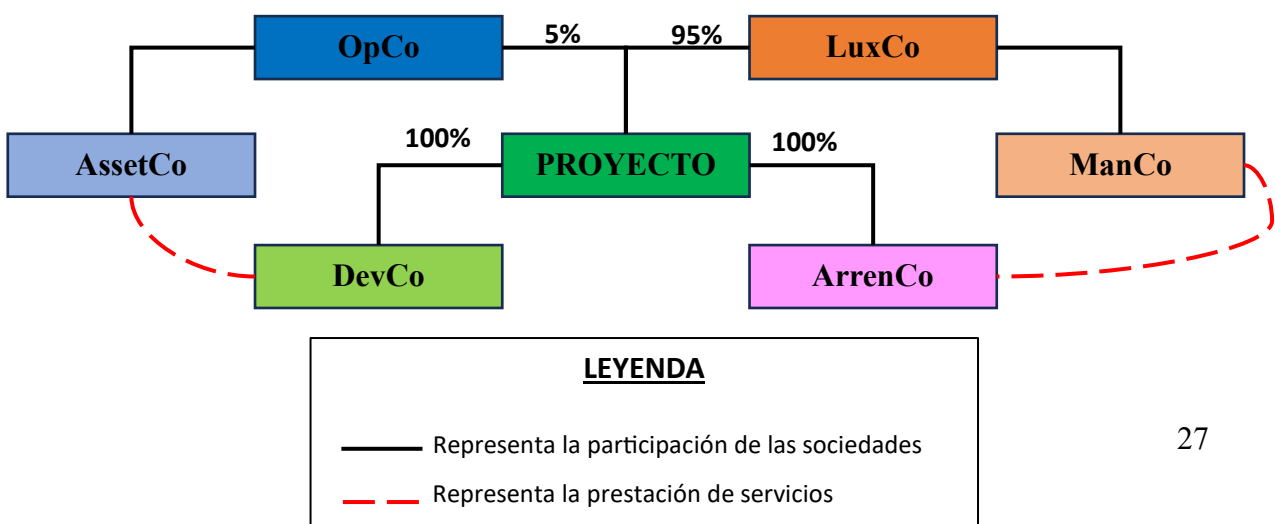 OpCo
5%
95%
LuxCo
AssetCo
100%
PROYECTO
100%
ManCo
DevCo
ArrenCo
LEYENDA
Representa la participación de las sociedades
27
Representa la prestación de servicios